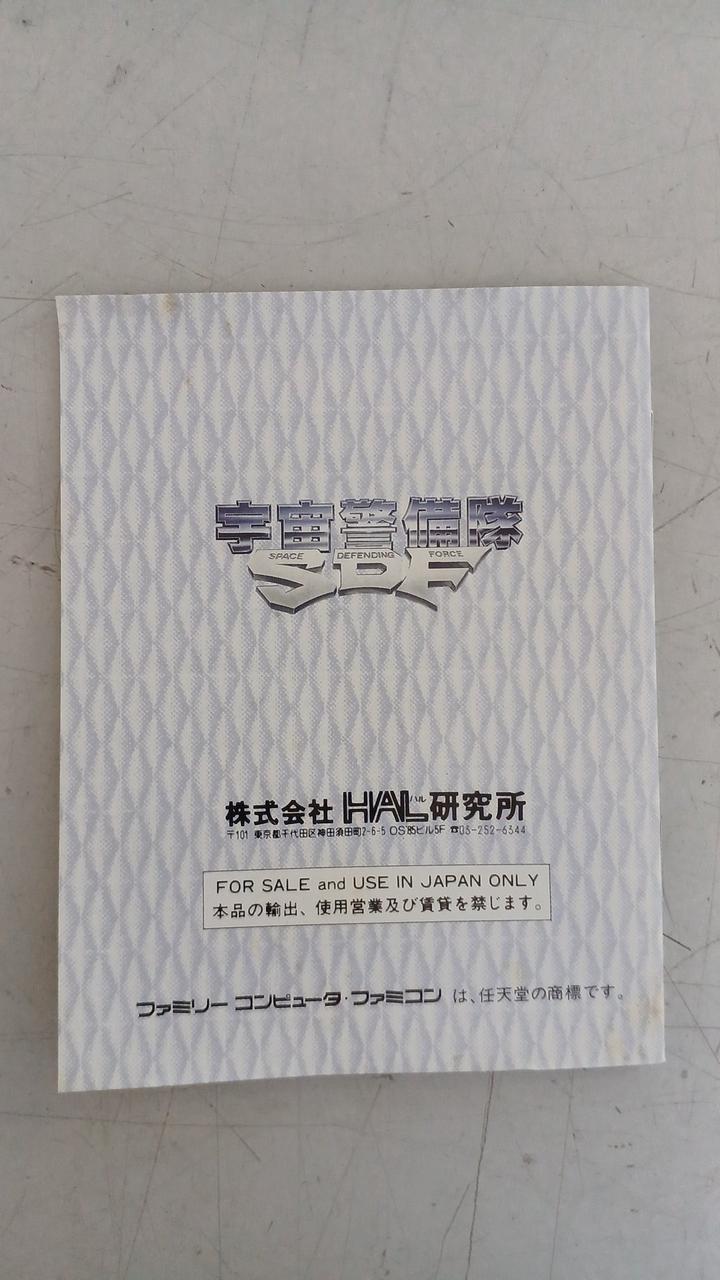 宇宙警備隊
SPACE DEFENDING FORCE
SDF
株式会社 HAL研究所
ハル
〒101 東京都千代田区神田須田町2-6-5 OS'85ビル5F ☎03-252-6344
FOR SALE and USE IN JAPAN ONLY
本品の輸出、使用営業及び賃貸を禁じます。
ファミリー コンピュータ・ファミコン は、任天堂の商標です。